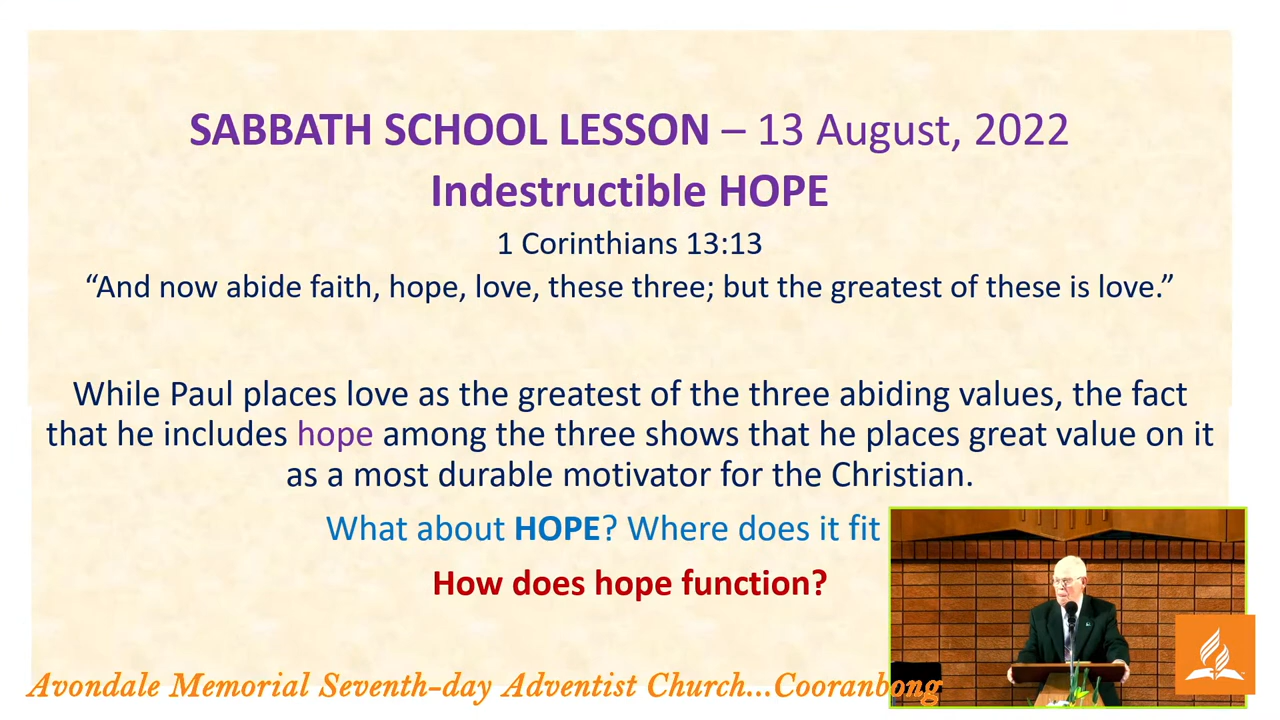 SABBATH SCHOOL LESSON – 13 August, 2022
Indestructible HOPE
1 Corinthians 13:13
“And now abide faith, hope, love, these three; but the greatest of these is love.”
While Paul places love as the greatest of the three abiding values, the fact
that he includes hope among the three shows that he places great value on it
as a most durable motivator for the Christian.
What about HOPE? Where does it fit
How does hope function?
Avondale Memorial Seventh-day Adventist Church...Cooranbong